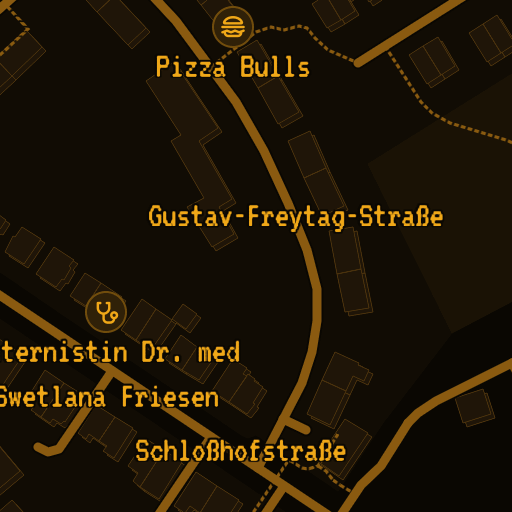 Pizza Bulls
Gustav-Freytag-Straße
ternistin Dr. med
Swetlana Friesen
Schloßhofstraße